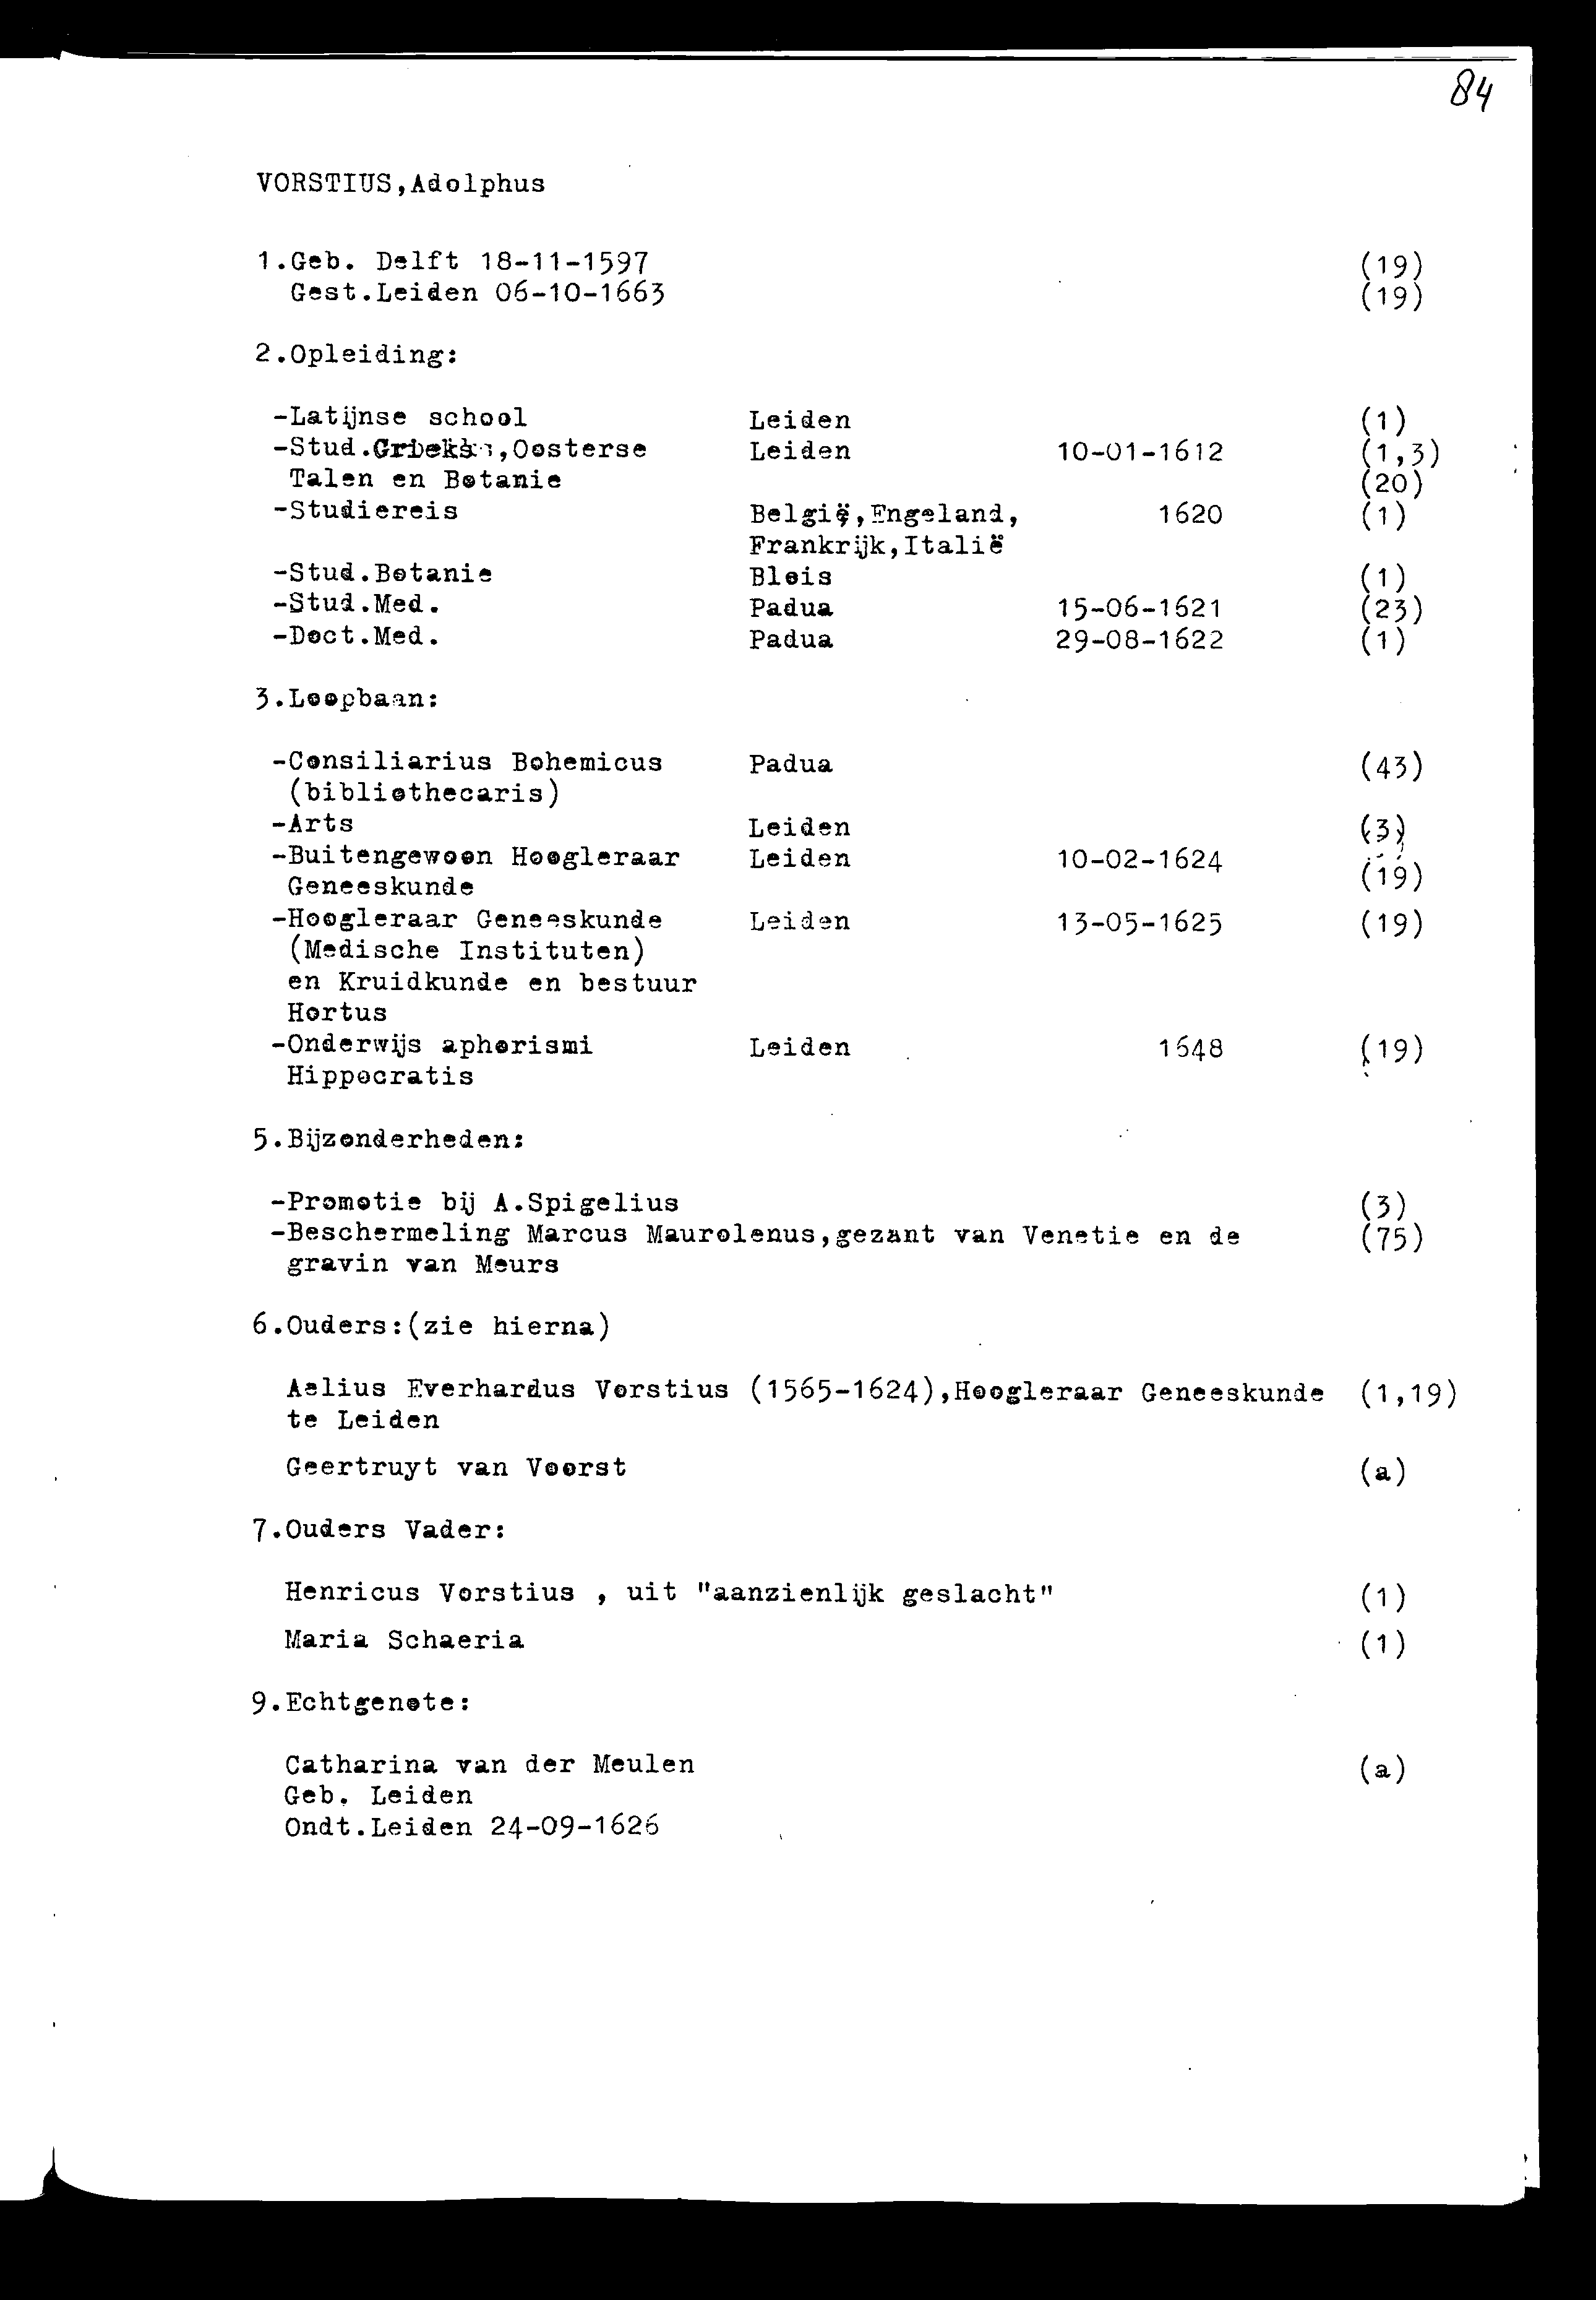 84
VORSTIUS,Adolphus
1.Geb. Delft 18-11-1597 (19)
Gest.Leiden 06-10-1663 (19)
2.Opleiding:
-Latijnse school Leiden (1)
-Stud. ,Oosterse Leiden 10-01-1612 (1,3)
Talen en Botanie (20)
-Studiereis België,Engeland, 1620 (1)
Frankrijk,Italië
-Stud.Botanie Blois (1)
-Stud.Med. Padua 15-06-1621 (23)
-Doct.Med. Padua 29-08-1622 (1)
3.Loopbaan:
-Consiliarius Bohemicus Padua (43)
(bibliothecaris)
-Arts Leiden (3)
-Buitengewoon Hoogleraar Leiden 10-02-1624 (19)
Geneeskunde
-Hoogleraar Geneeskunde Leiden 13-05-1625 (19)
(Medische Instituten)
en Kruidkunde en bestuur
Hortus
-Onderwijs aphorismi Leiden 1648 (19)
Hippocratis
5.Bijzonderheden:
-Promotie bij A.Spigelius (3)
-Beschermeling Marcus Maurolenus,gezant van Venetie en de (75)
gravin van Meurs
6.Ouders:(zie hierna)
Aelius Everhardus Vorstius (1565-1624),Hoogleraar Geneeskunde (1,19)
te Leiden
Geertruyt van Voorst (a)
7.Ouders Vader:
Henricus Vorstius , uit "aanzienlijk geslacht" (1)
Maria Schaeria (1)
9.Echtgenote:
Catharina van der Meulen (a)
Geb. Leiden
Ondt.Leiden 24-09-1626